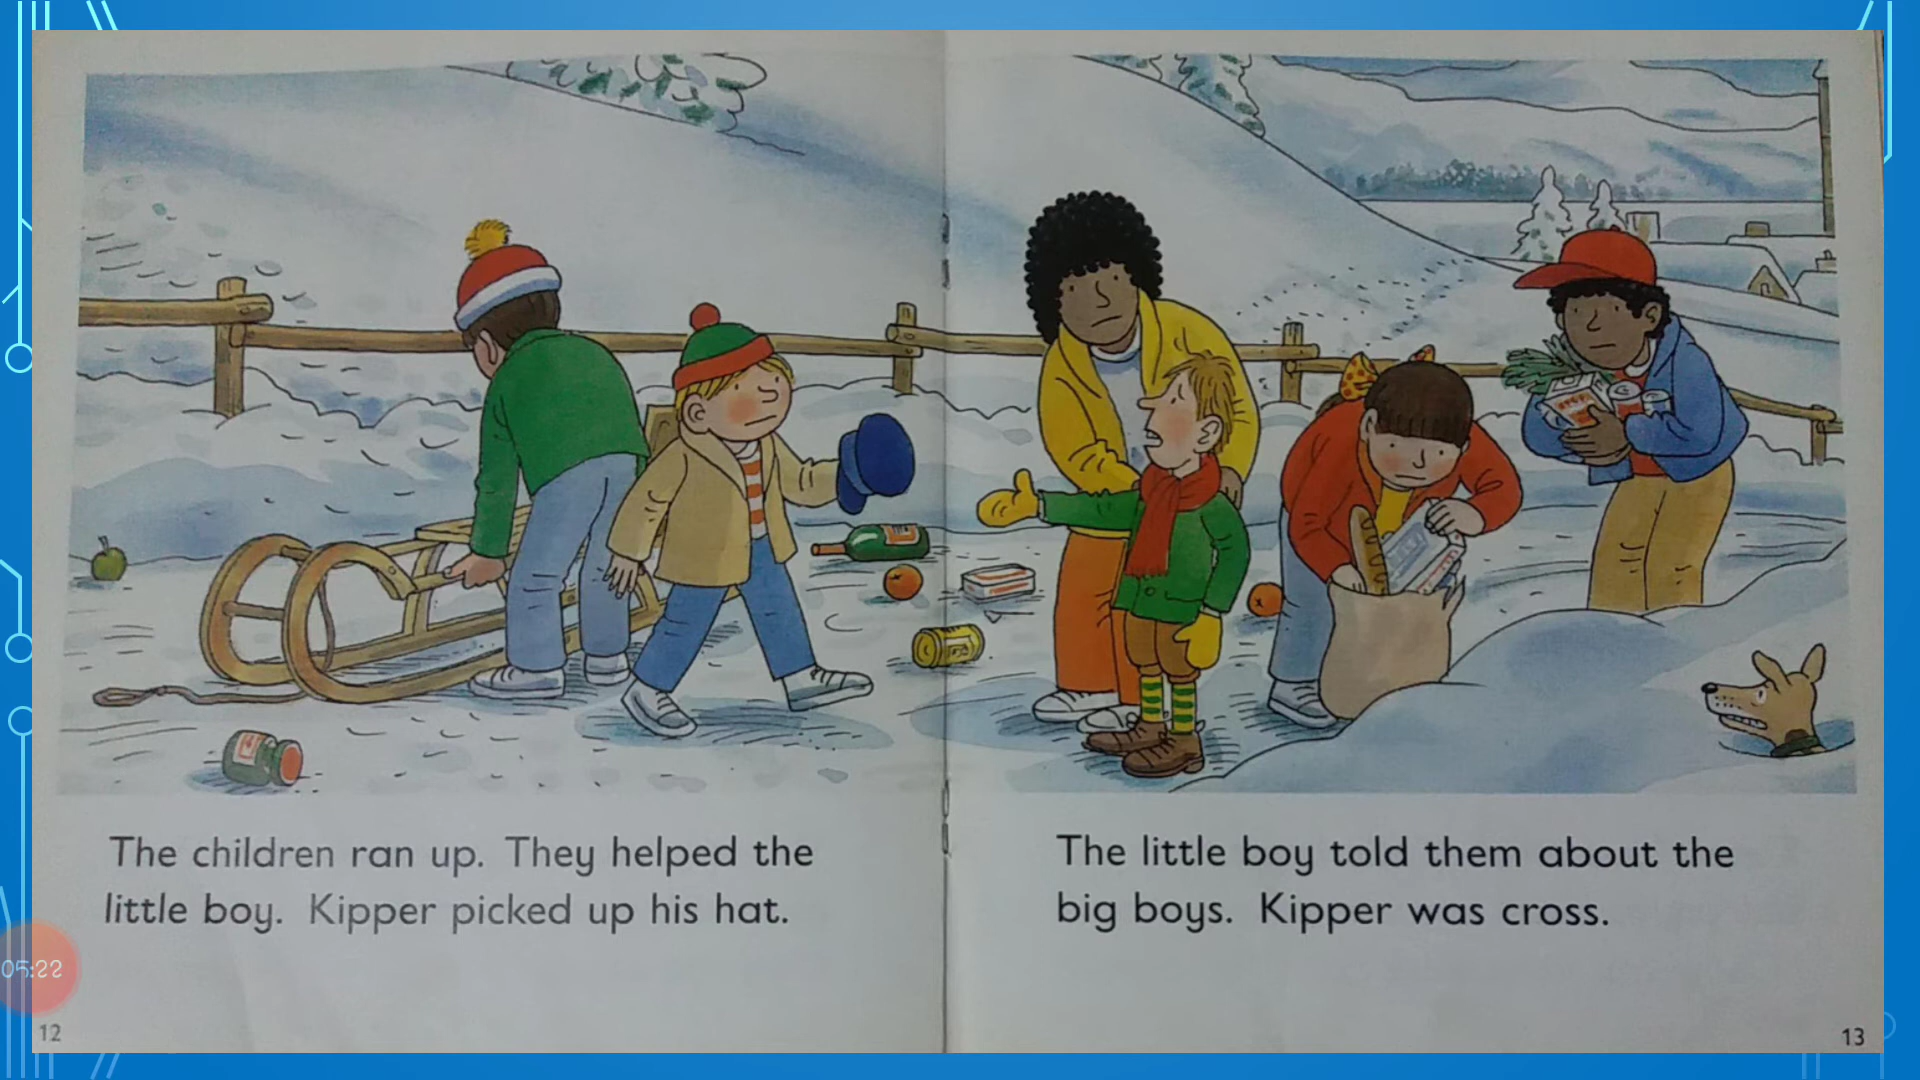 The children ran up. They helped the
little boy. Kipper picked up his hat.
12
The little boy told them about the
big boys. Kipper was cross.
13
05:22